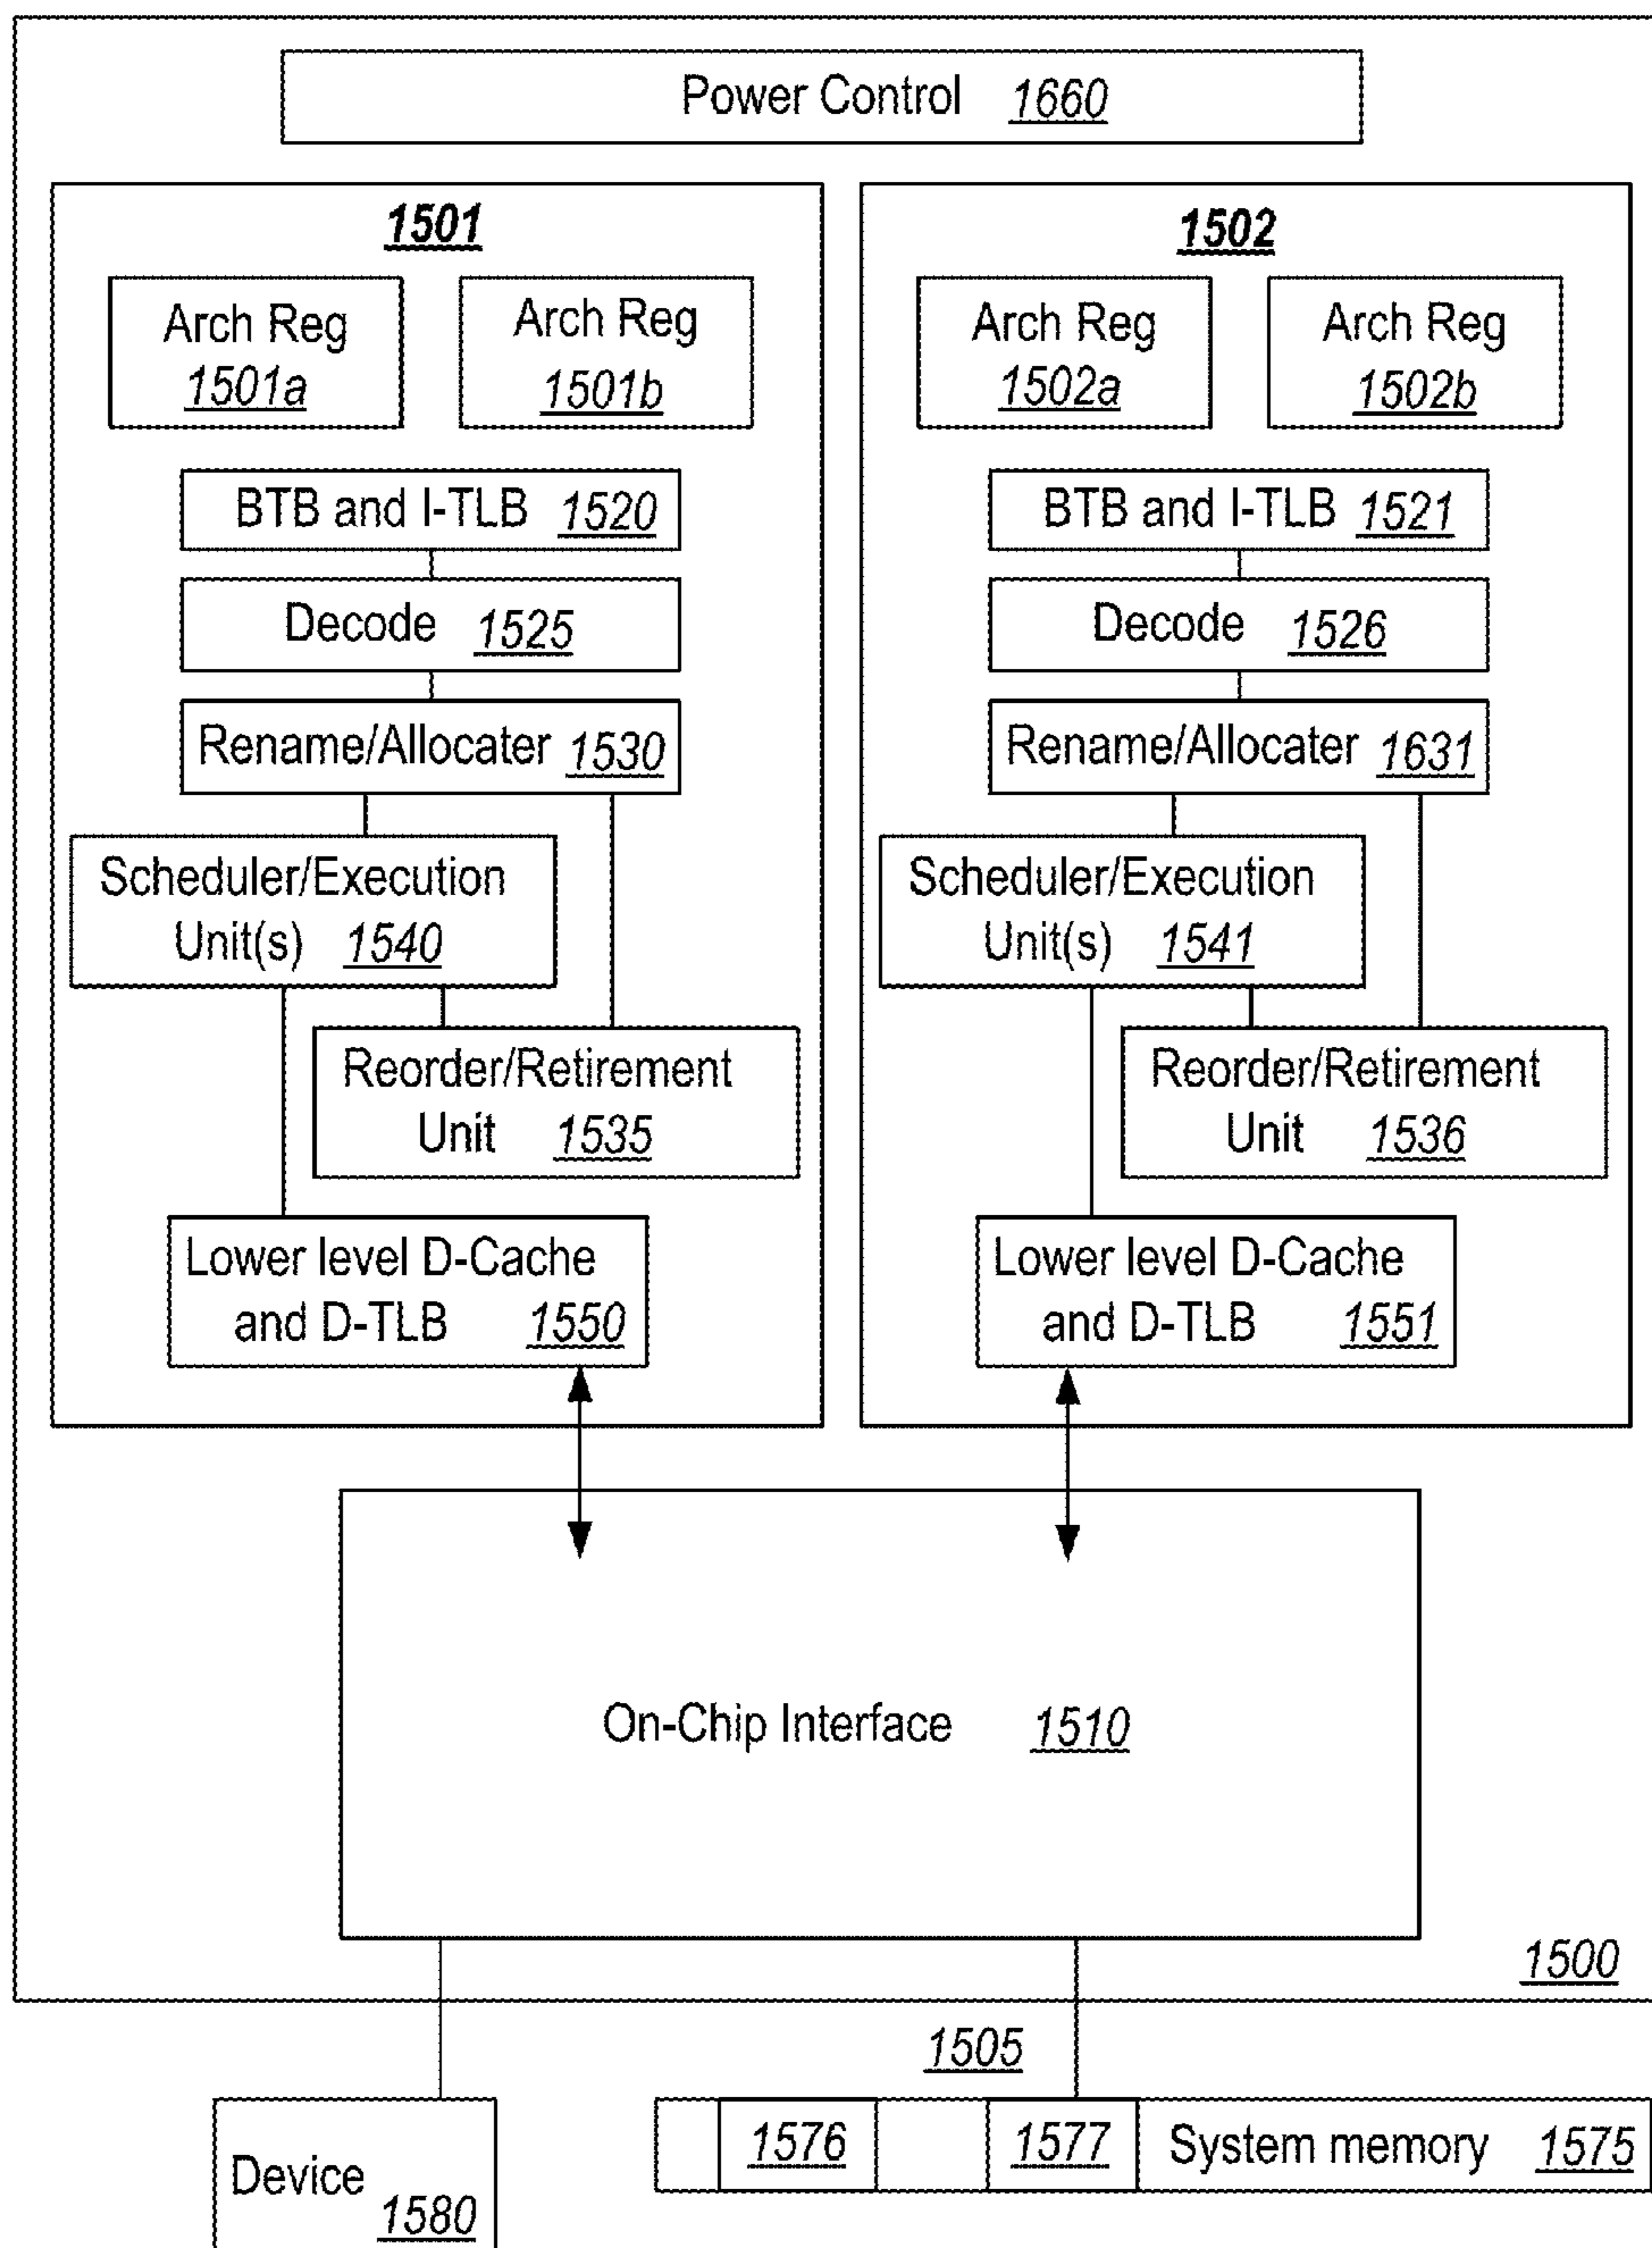 Power Control 1660
1501
Arch Reg
1501a
Arch Reg
1501b
BTB and I-TLB 1520
Decode 1525
Rename/Allocater 1530
Scheduler/Execution
Unit(s) 1540
Reorder/Retirement
Unit 1535
Lower level D-Cache
and D-TLB 1550
1502
Arch Reg
1502a
Arch Reg
1502b
BTB and I-TLB 1521
Decode 1526
Rename/Allocater 1631
Scheduler/Execution
Unit(s) 1541
Reorder/Retirement
Unit 1536
Lower level D-Cache
and D-TLB 1551
On-Chip Interface 1510
1500
1505
Device
1580
1576 1577 System memory 1575